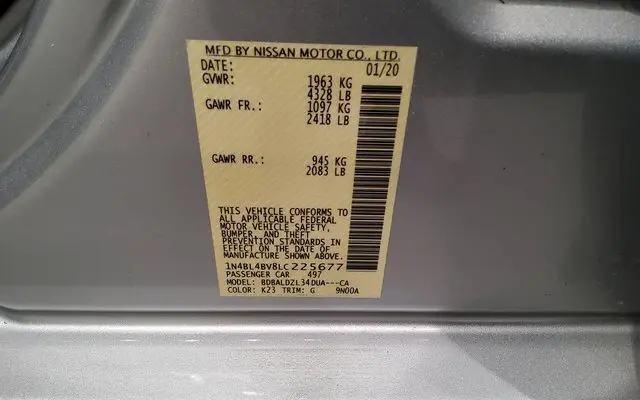 MFD BY NISSAN MOTOR CO., LTD.
DATE: 01/20
GVWR: 1963 KG
4328 LB
GAWR FR.: 1097 KG
2418 LB
GAWR RR.: 945 KG
2083 LB
THIS VEHICLE CONFORMS TO
ALL APPLICABLE FEDERAL
MOTOR VEHICLE SAFETY,
BUMPER, AND THEFT
PREVENTION STANDARDS IN
EFFECT ON THE DATE OF
MANUFACTURE SHOWN ABOVE.
1N4BL4BV8LC225677
PASSENGER CAR 497
MODEL: BDBALDZL34DUA---CA
COLOR: K23 TRIM: G 9N00A